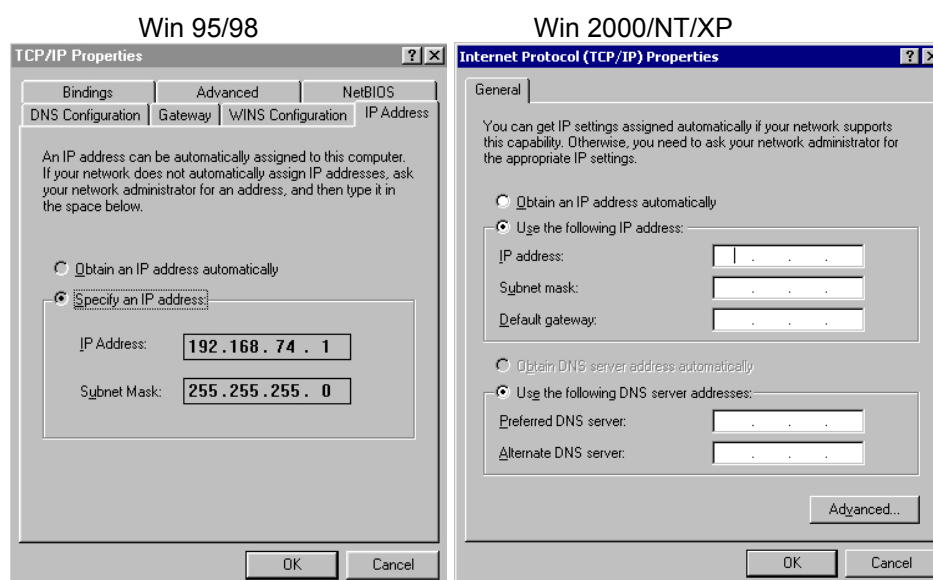 Win 95/98
TCP/IP Properties
Bindings
Advanced
NetBIOS
DNS Configuration
Gateway
WINS Configuration
IP Address
An IP address can be automatically assigned to this computer.
If your network does not automatically assign IP addresses, ask
your network administrator for an address, and then type it in
the space below.
Obtain an IP address automatically
Specify an IP address:
IP Address:
192.168. 74 . 1
Subnet Mask:
255.255.255. 0
OK
Cancel
Win 2000/NT/XP
Internet Protocol (TCP/IP) Properties
General
You can get IP settings assigned automatically if your network supports
this capability. Otherwise, you need to ask your network administrator for
the appropriate IP settings.
Obtain an IP address automatically
Use the following IP address:
IP address:
Subnet mask:
Default gateway:
Obtain DNS server address automatically
Use the following DNS server addresses:
Preferred DNS server:
Alternate DNS server:
Advanced...
OK
Cancel